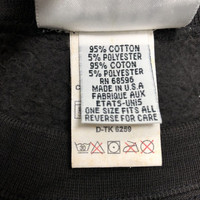 95% COTTON
5% POLYESTER
95% COTON
5% POLYESTER
RN 68596
MADE IN U.S.A
FABRIQUE AUX
ETATS-UNIS
ONE SIZE FITS ALL
REVERSE FOR CARE
D-TK 6289